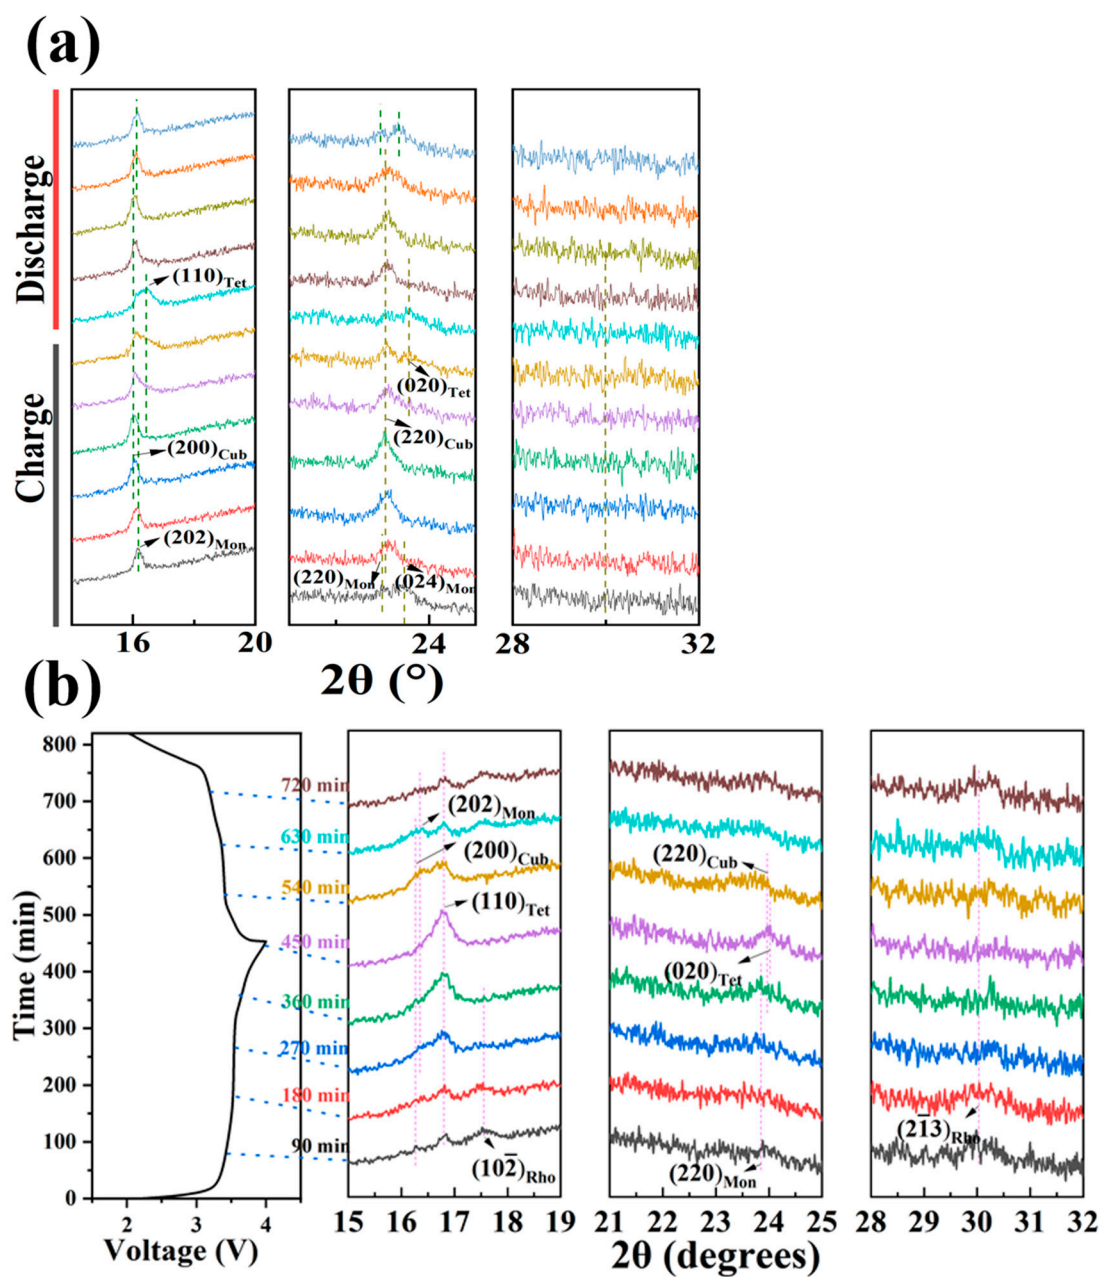 (a)
Discharge
Charge
(110)Tet
(200)Cub
(202)Mon
(020)Tet
(220)Cub
(220)Mon
(024)Mon
16 20 24 28 32
2θ (°)
(b)
800
700
600
500
400
300
200
100
0
Time (min)
2 3 4
Voltage (V)
720 min
630 min
540 min
450 min
360 min
270 min
180 min
90 min
(202)Mon
(200)Cub
(110)Tet
(102̅)Rho
15 16 17 18 19
(220)Cub
(020)Tet
(220)Mon
21 22 23 24 25
(21̅3)Rho
28 29 30 31 32
2θ (degrees)